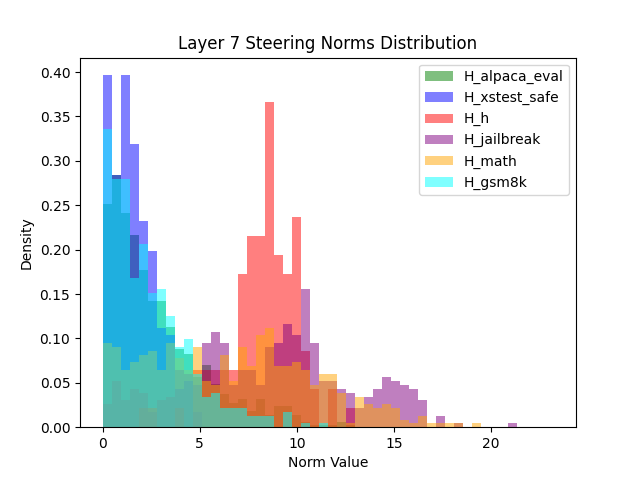 Layer 7 Steering Norms Distribution
Density
0.40
0.35
0.30
0.25
0.20
0.15
0.10
0.05
0.00
H_alpaca_eval
H_xstest_safe
H_h
H_jailbreak
H_math
H_gsm8k
0
5
10
15
20
Norm Value